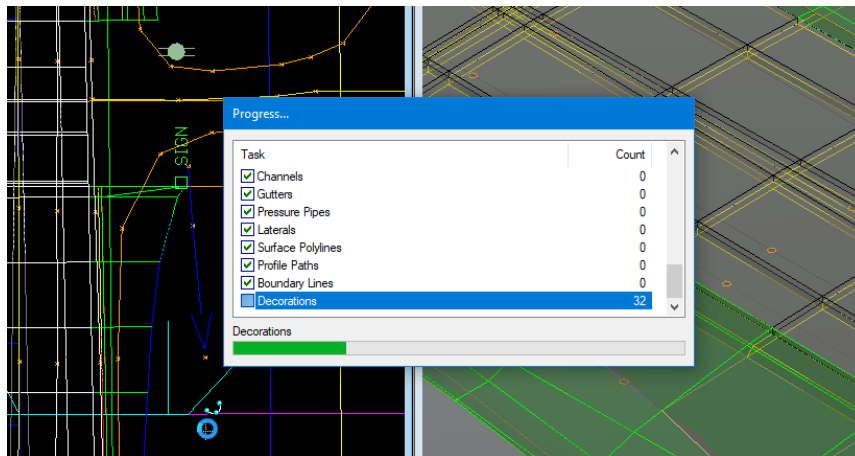 SIGN
Progress...
Task Count
Channels 0
Gutters 0
Pressure Pipes 0
Laterals 0
Surface Polylines 0
Profile Paths 0
Boundary Lines 0
Decorations 32
Decorations